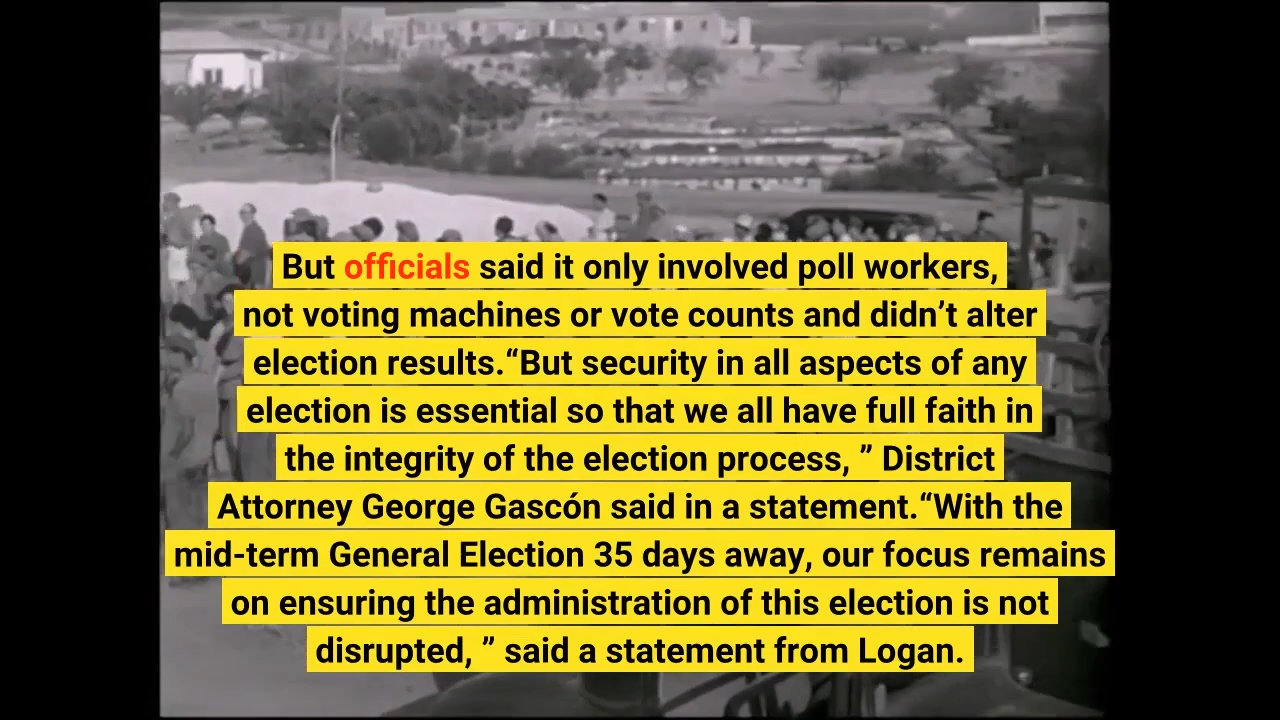 But officials said it only involved poll workers,
not voting machines or vote counts and didn’t alter
election results.“But security in all aspects of any
election is essential so that we all have full faith in
the integrity of the election process, ” District
Attorney George Gascón said in a statement.“With the
mid-term General Election 35 days away, our focus remains
on ensuring the administration of this election is not
disrupted, ” said a statement from Logan.